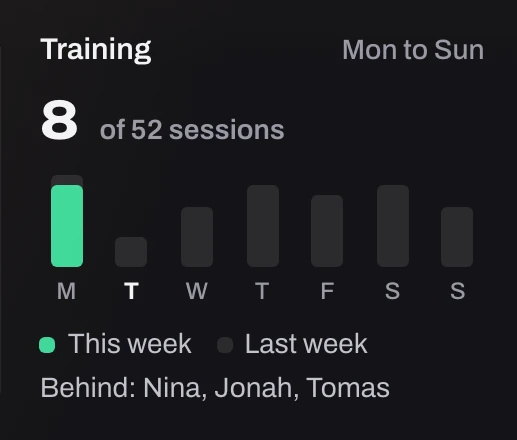 Training Mon to Sun
8 of 52 sessions
M T W T F S S
This week Last week
Behind: Nina, Jonah, Tomas